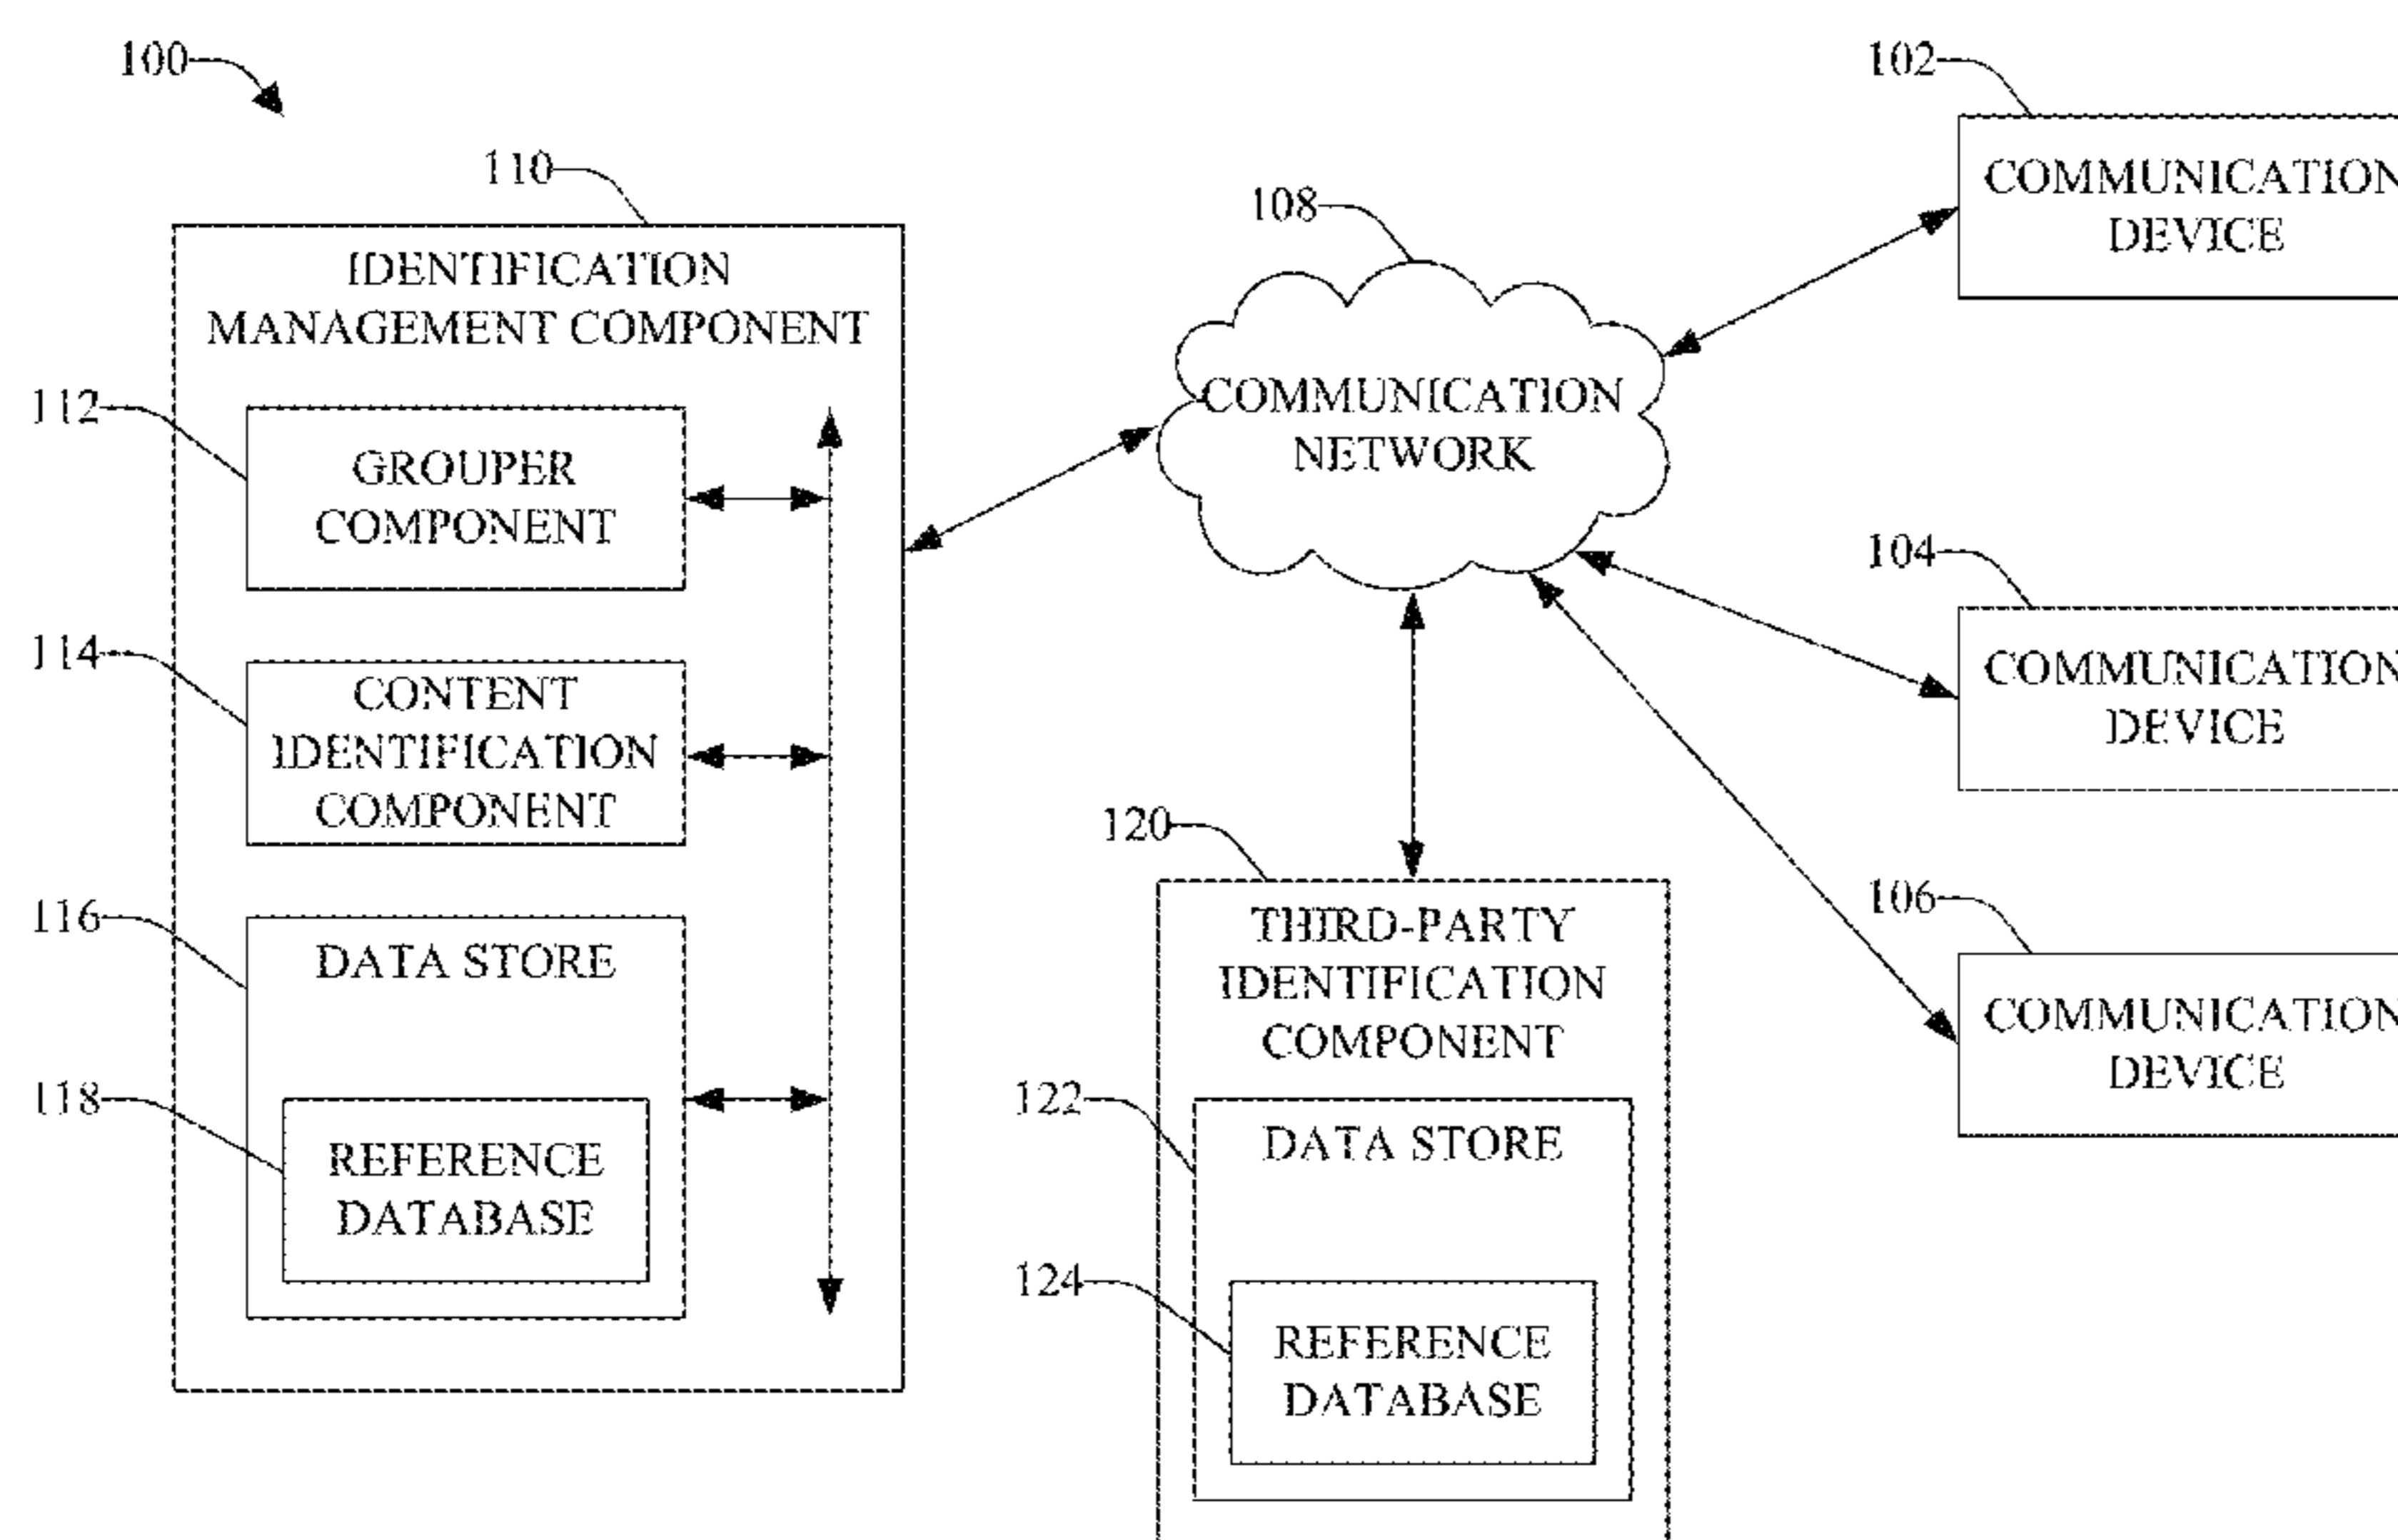 100
102
110
IDENTIFICATION
MANAGEMENT COMPONENT
108
COMMUNICATION
DEVICE
112
GROUPER
COMPONENT
COMMUNICATION
NETWORK
114
CONTENT
IDENTIFICATION
COMPONENT
104
COMMUNICATION
DEVICE
116
DATA STORE
118
REFERENCE
DATABASE
120
THIRD-PARTY
IDENTIFICATION
COMPONENT
122
DATA STORE
124
REFERENCE
DATABASE
106
COMMUNICATION
DEVICE